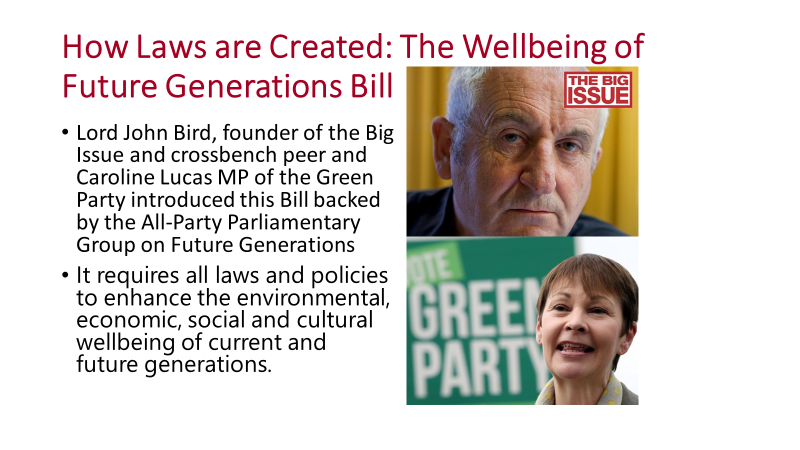 How Laws are Created: The Wellbeing of
Future Generations Bill
THE BIG
ISSUE
• Lord John Bird, founder of the Big
Issue and crossbench peer and
Caroline Lucas MP of the Green
Party introduced this Bill backed
by the All-Party Parliamentary
Group on Future Generations
• It requires all laws and policies
to enhance the environmental,
economic, social and cultural
wellbeing of current and
future generations.
OTE
GREEN
PARTY